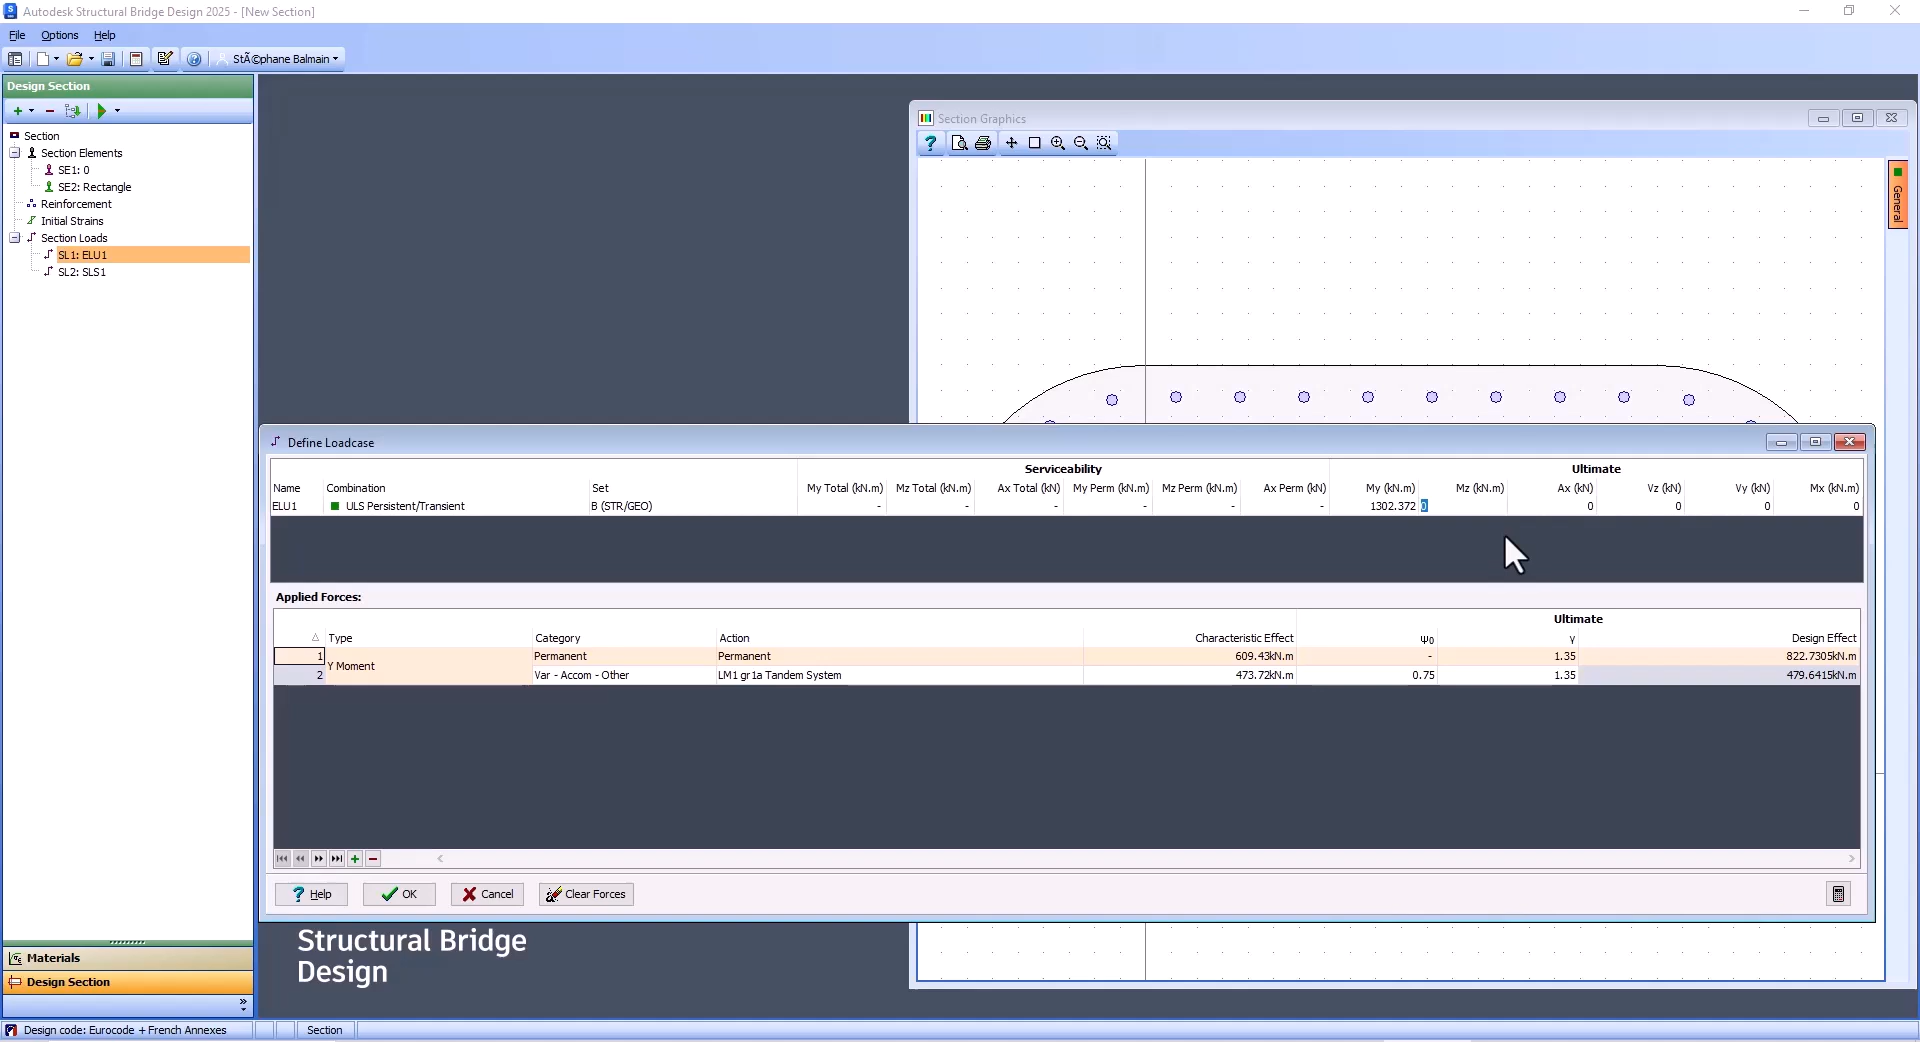 Autodesk Structural Bridge Design 2025 - [New Section]
File Options Help
StÃ©phane Balmain
Design Section
Section
Section Elements
SE1: 0
SE2: Rectangle
Reinforcement
Initial Strains
Section Loads
SL1: ELU1
SL2: SLS1
Section Graphics
General
Define Loadcase
Serviceability Ultimate
Name Combination Set My Total (kN.m) Mz Total (kN.m) Ax Total (kN) My Perm (kN.m) Mz Perm (kN.m) Ax Perm (kN) My (kN.m) Mz (kN.m) Ax (kN) Vz (kN) Vy (kN) Mx (kN.m)
ELU1 ULS Persistent/Transient B (STR/GEO) - - - - - - 1302.372 0 0 0 0 0
Applied Forces:
Ultimate
Type Category Action Characteristic Effect ψ0 γ Design Effect
1 Y Moment Permanent Permanent 609.43kN.m - 1.35 822.7305kN.m
2 Var - Accom - Other LM1 gr1a Tandem System 473.72kN.m 0.75 1.35 479.6415kN.m
Help OK Cancel Clear Forces
Structural Bridge
Design
Materials
Design Section
Design code: Eurocode + French Annexes Section